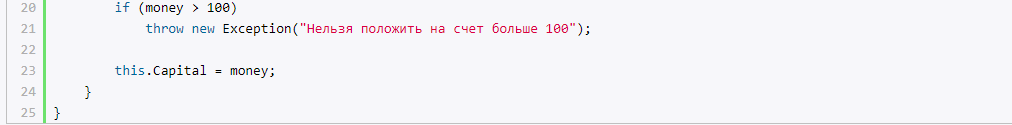 20 if (money > 100)
21 throw new Exception("Нельзя положить на счет больше 100");
22
23 this.Capital = money;
24 }
25 }